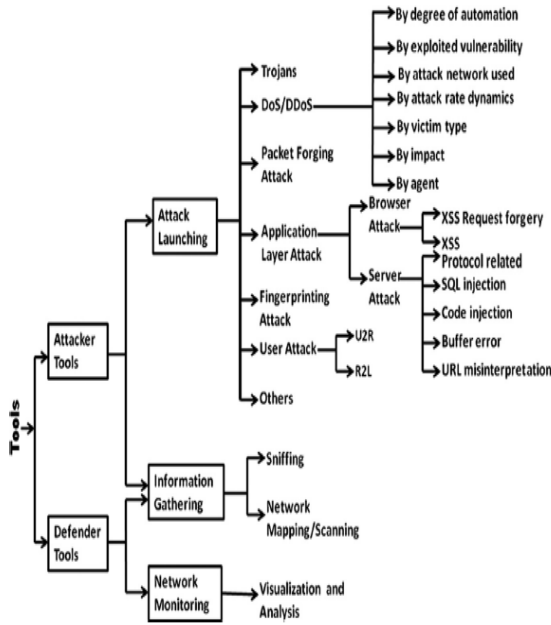 Tools
Attacker
Tools
Defender
Tools
Attack
Launching
Information
Gathering
Network
Monitoring
Trojans
DoS/DDoS
Packet Forging
Attack
Application
Layer Attack
Fingerprinting
Attack
User Attack
Others
By degree of automation
By exploited vulnerability
By attack network used
By attack rate dynamics
By victim type
By impact
By agent
Browser
Attack
XSS Request forgery
XSS
Server
Attack
Protocol related
SQL injection
Code injection
Buffer error
URL misinterpretation
U2R
R2L
Sniffing
Network
Mapping/Scanning
Visualization and
Analysis